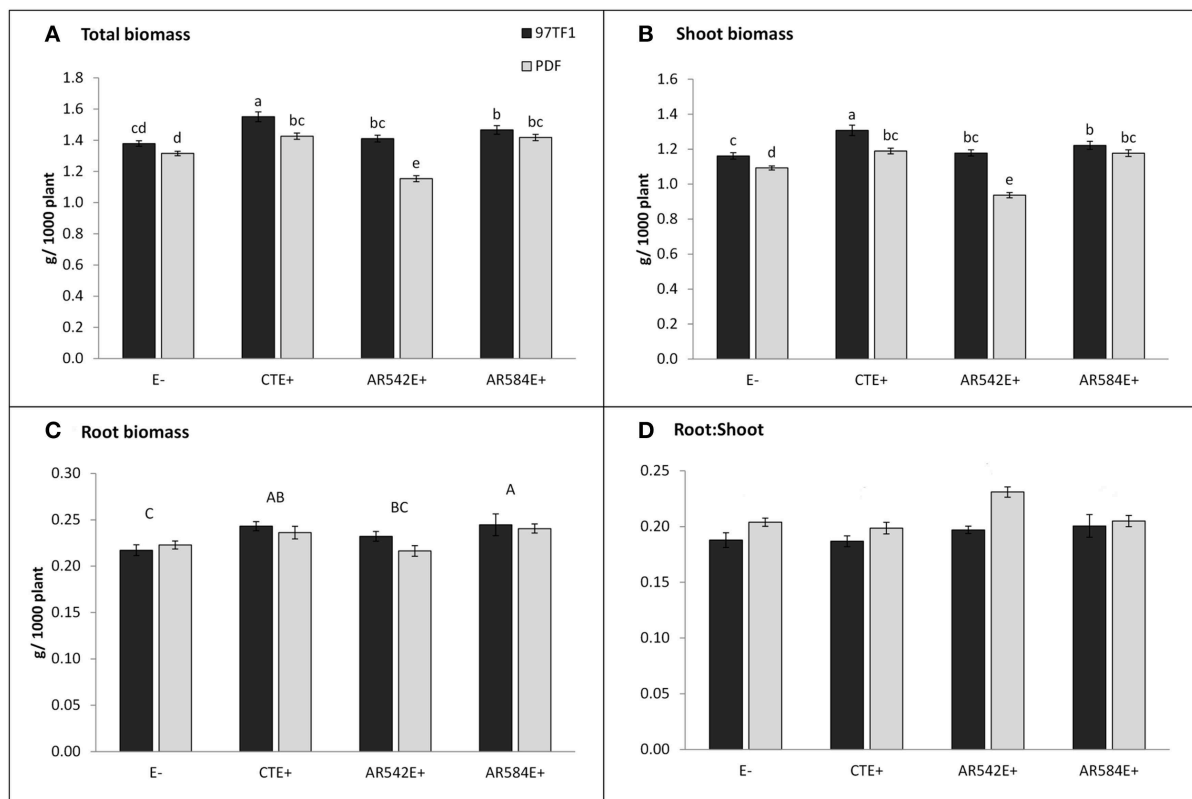 A Total biomass
97TF1
PDF
g/ 1000 plant
1.8
1.6
1.4
1.2
1.0
0.8
0.6
0.4
0.2
0.0
cd d a bc bc e b bc
E- CTE+ AR542E+ AR584E+
B Shoot biomass
g/ 1000 plant
1.6
1.4
1.2
1.0
0.8
0.6
0.4
0.2
0.0
c d a bc bc e b bc
E- CTE+ AR542E+ AR584E+
C Root biomass
g/ 1000 plant
0.30
0.25
0.20
0.15
0.10
0.05
0.00
C AB BC A
E- CTE+ AR542E+ AR584E+
D Root:Shoot
0.25
0.20
0.15
0.10
0.05
0.00
E- CTE+ AR542E+ AR584E+